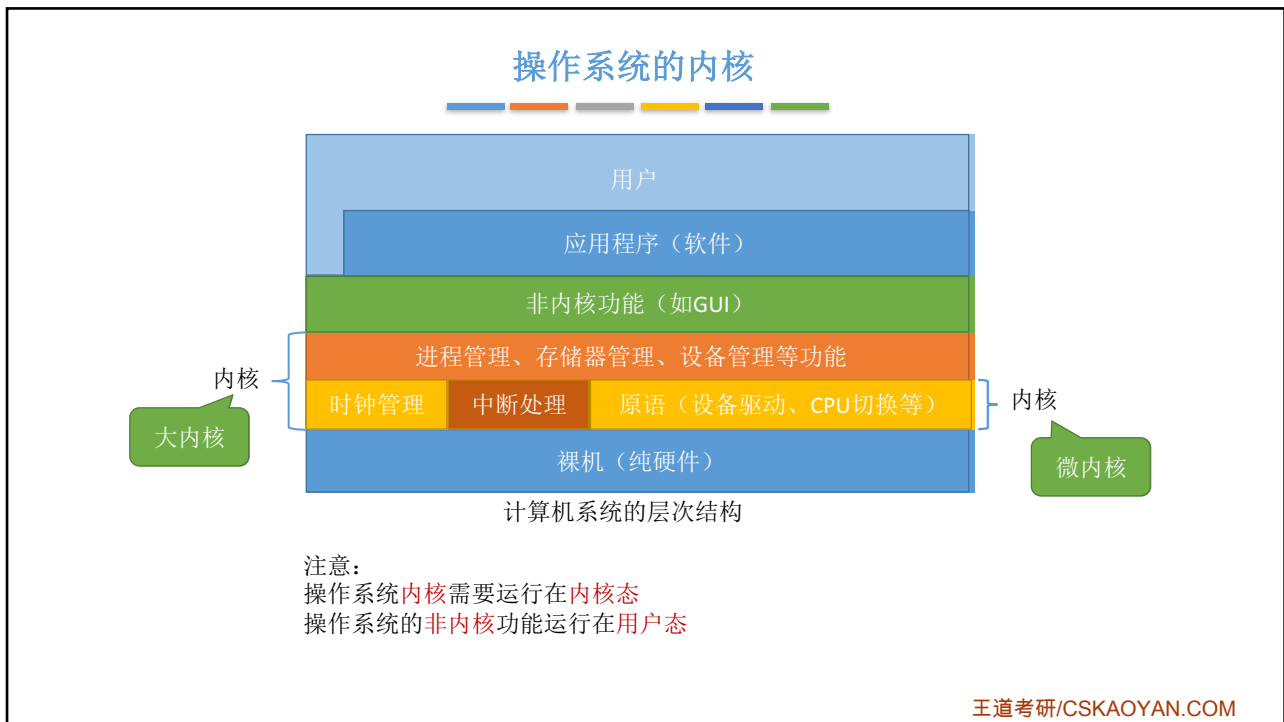 操作系统的内核
用户
应用程序（软件）
非内核功能（如GUI）
进程管理、存储器管理、设备管理等功能
内核
大内核
时钟管理
中断处理
原语（设备驱动、CPU切换等）
内核
微内核
裸机（纯硬件）
计算机系统的层次结构
注意：
操作系统内核需要运行在内核态
操作系统的非内核功能运行在用户态
王道考研/CSKAOYAN.COM